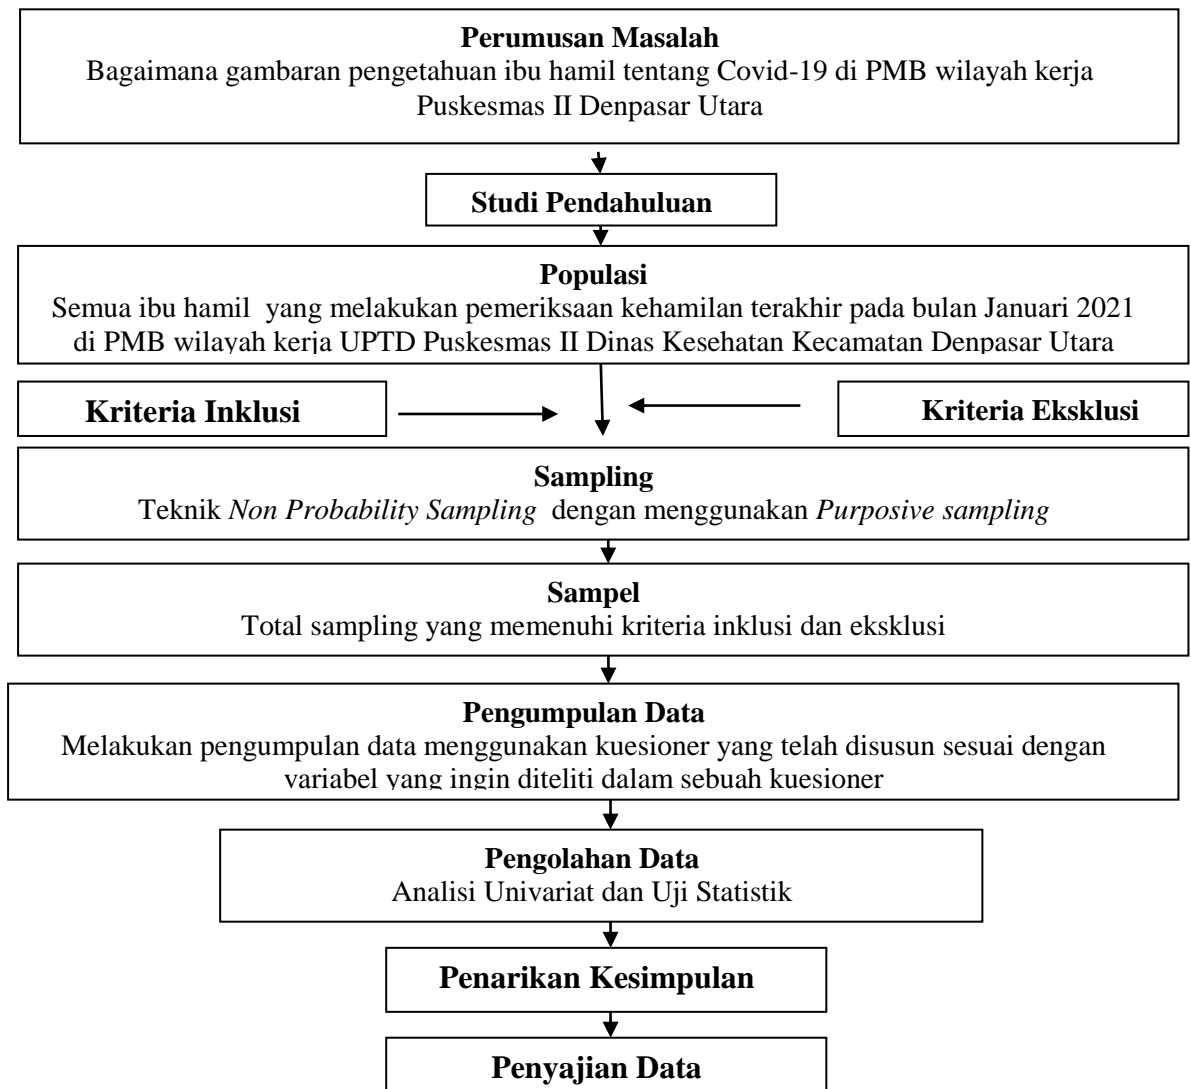 Perumusan Masalah
Bagaimana gambaran pengetahuan ibu hamil tentang Covid-19 di PMB wilayah kerja
Puskesmas II Denpasar Utara
Studi Pendahuluan
Populasi
Semua ibu hamil yang melakukan pemeriksaan kehamilan terakhir pada bulan Januari 2021
di PMB wilayah kerja UPTD Puskesmas II Dinas Kesehatan Kecamatan Denpasar Utara
Kriteria Inklusi
Kriteria Eksklusi
Sampling
Teknik Non Probability Sampling dengan menggunakan Purposive sampling
Sampel
Total sampling yang memenuhi kriteria inklusi dan eksklusi
Pengumpulan Data
Melakukan pengumpulan data menggunakan kuesioner yang telah disusun sesuai dengan
variabel yang ingin diteliti dalam sebuah kuesioner
Pengolahan Data
Analisi Univariat dan Uji Statistik
Penarikan Kesimpulan
Penyajian Data